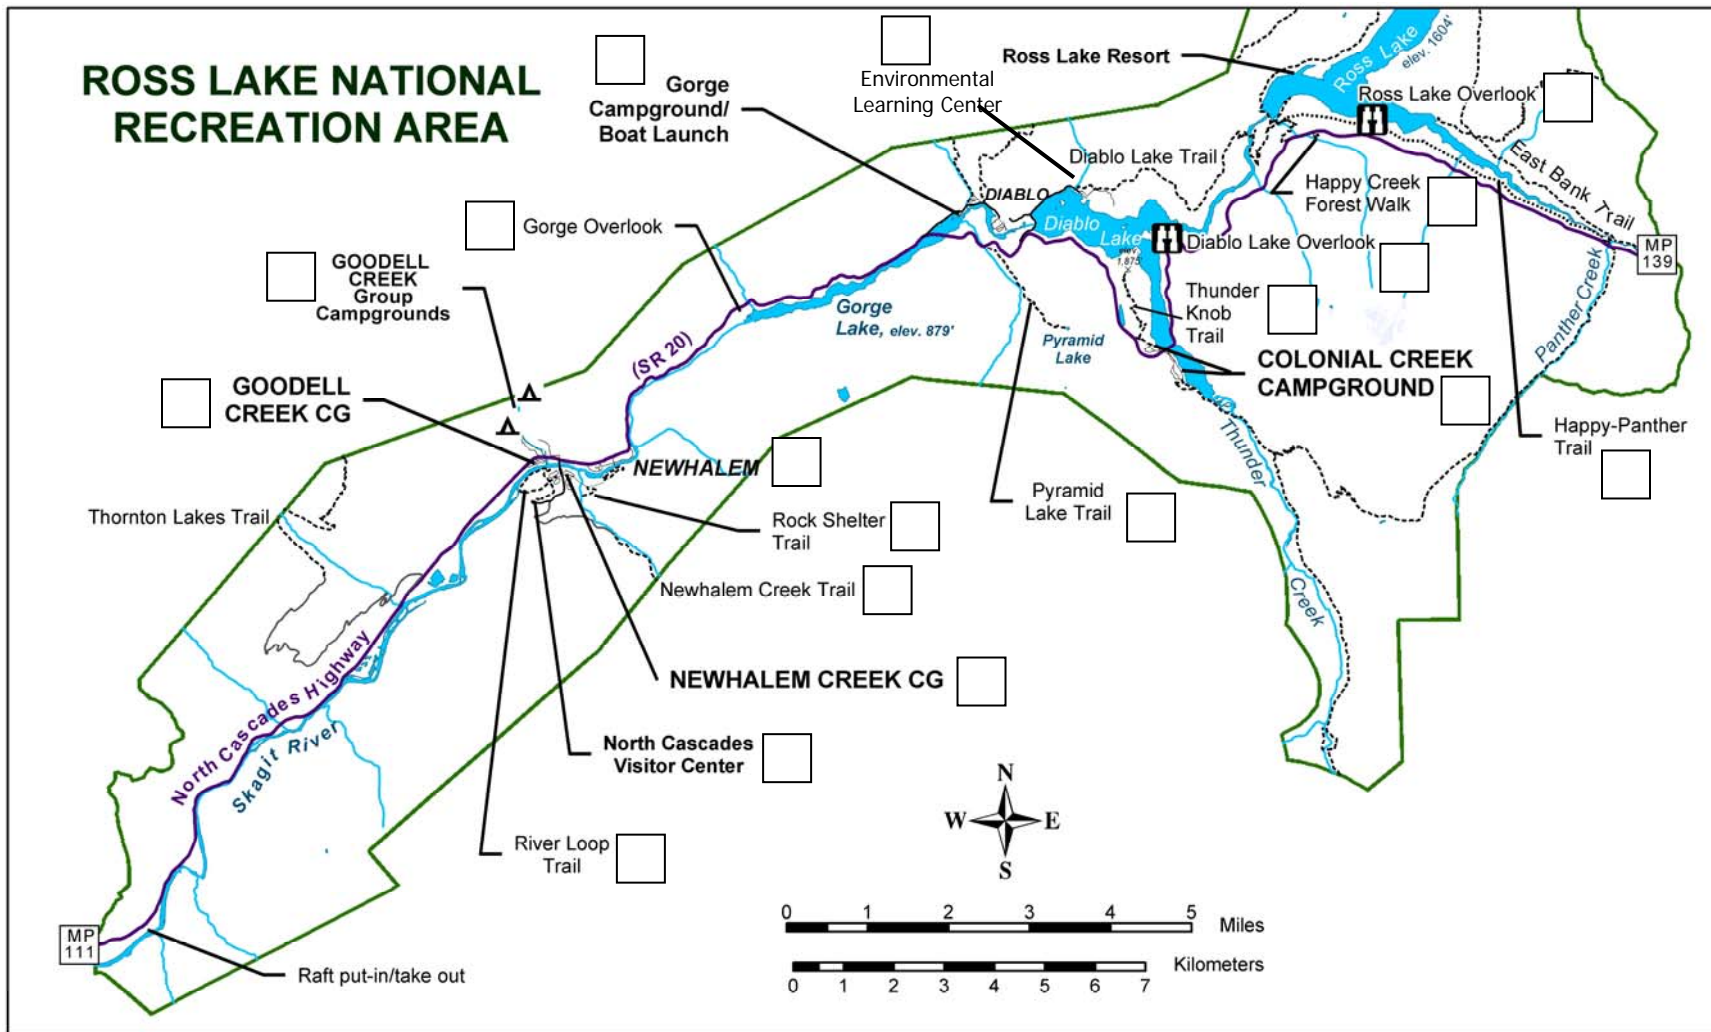 ROSS LAKE NATIONAL
RECREATION AREA
Gorge
Campground/
Boat Launch
Environmental
Learning Center
Ross Lake Resort
Ross Lake
elev. 1604'
Ross Lake Overlook
East Bank Trail
Diablo Lake Trail
Happy Creek
Forest Walk
DIABLO
Diablo
Lake
elev.
1,875'
Diablo Lake Overlook
MP
139
Gorge Overlook
GOODELL
CREEK
Group
Campgrounds
Gorge
Lake, elev. 879'
Thunder
Knob
Trail
Panther Creek
Pyramid
Lake
(SR 20)
COLONIAL CREEK
CAMPGROUND
GOODELL
CREEK CG
Happy-Panther
Trail
Thunder
Creek
NEWHALEM
Pyramid
Lake Trail
Thornton Lakes Trail
Rock Shelter
Trail
Newhalem Creek Trail
NEWHALEM CREEK CG
North Cascades Highway
Skagit River
North Cascades
Visitor Center
River Loop
Trail
N
W
E
S
0 1 2 3 4 5
Miles
Kilometers
0 1 2 3 4 5 6 7
MP
111
Raft put-in/take out